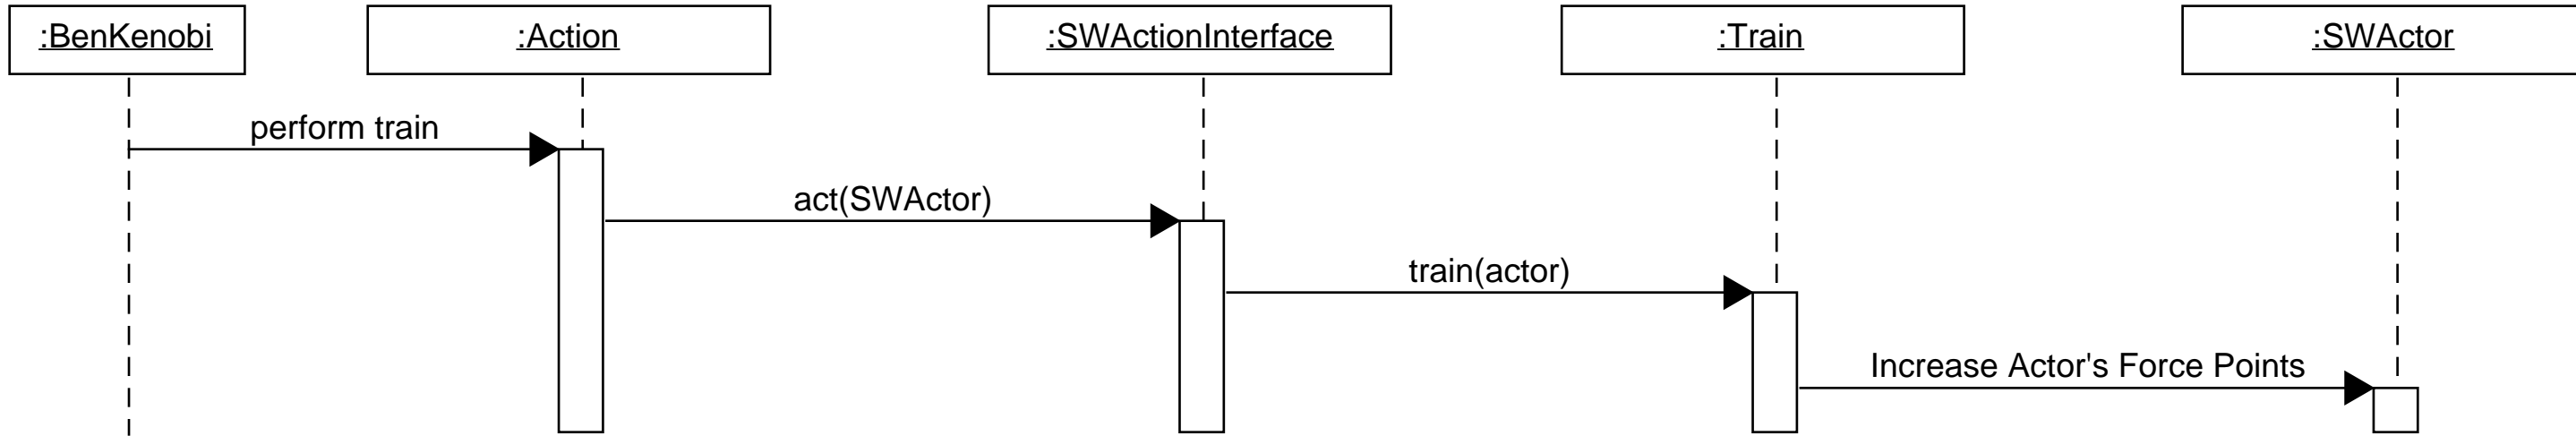 :BenKenobi
:Action
:SWActionInterface
:Train
:SWActor
perform train
act(SWActor)
train(actor)
Increase Actor's Force Points